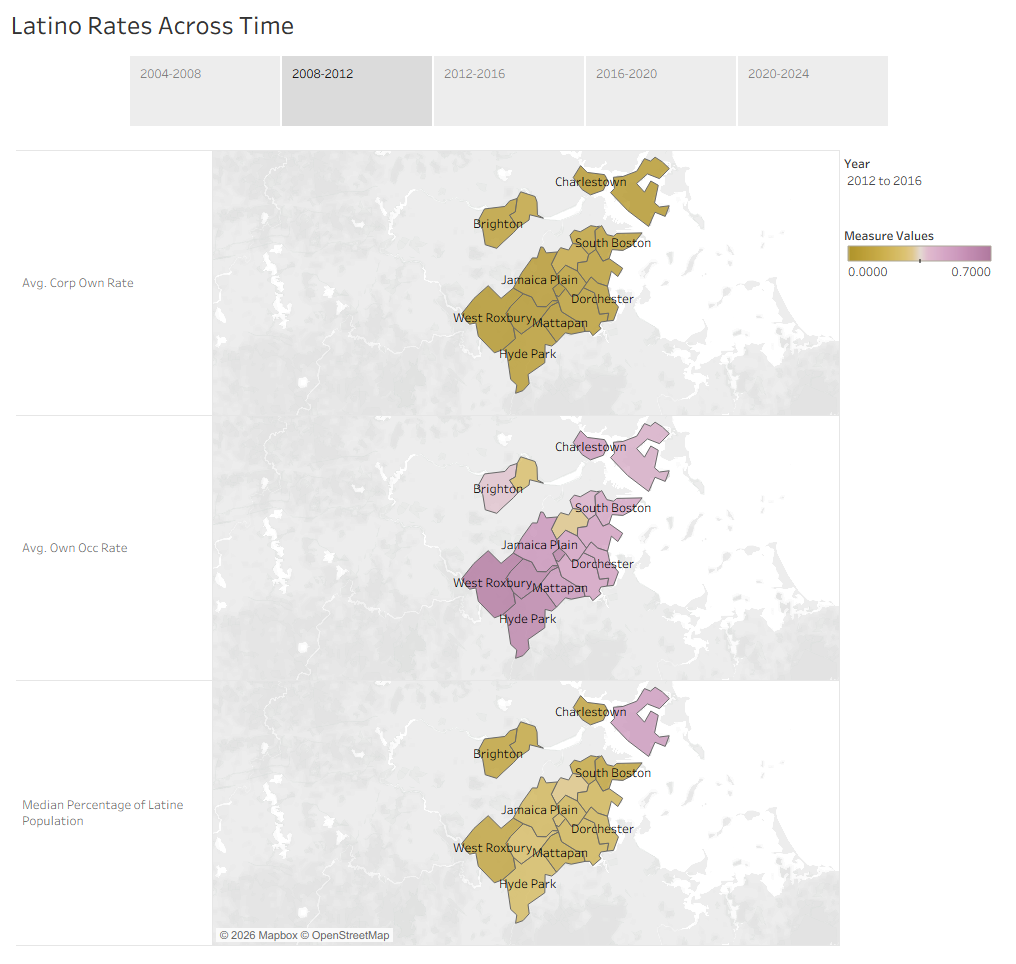 Latino Rates Across Time
2004-2008
2008-2012
2012-2016
2016-2020
2020-2024
Year
2012 to 2016
Measure Values
0.0000
0.7000
Avg. Corp Own Rate
Charlestown
Brighton
South Boston
Jamaica Plain
Dorchester
West Roxbury
Mattapan
Hyde Park
Avg. Own Occ Rate
Charlestown
Brighton
South Boston
Jamaica Plain
Dorchester
West Roxbury
Mattapan
Hyde Park
Median Percentage of Latine
Population
Charlestown
Brighton
South Boston
Jamaica Plain
Dorchester
West Roxbury
Mattapan
Hyde Park
© 2026 Mapbox © OpenStreetMap